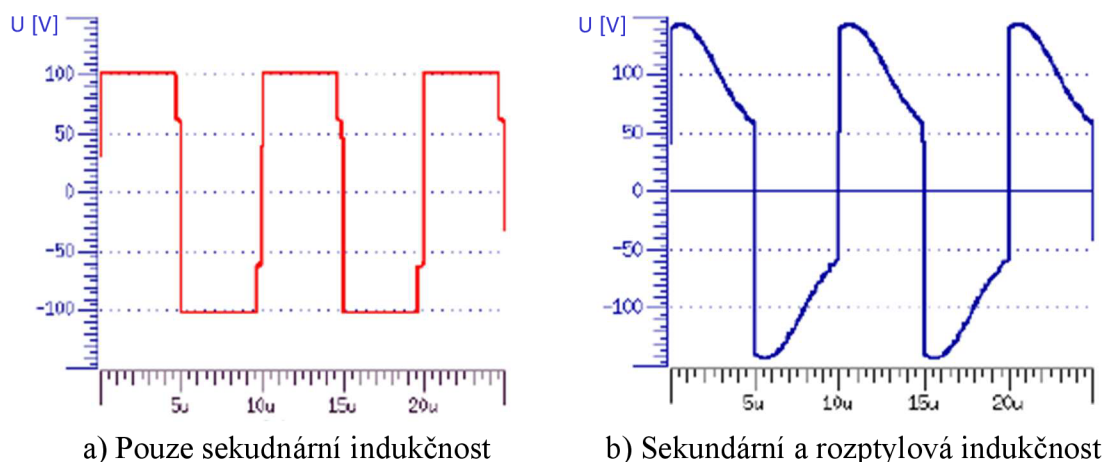 U [V]
100
50
0
-50
-100
5u 10u 15u 20u
a) Pouze sekudnární indukčnost
U [V]
100
50
0
-50
-100
5u 10u 15u 20u
b) Sekundární a rozptylová indukčnost